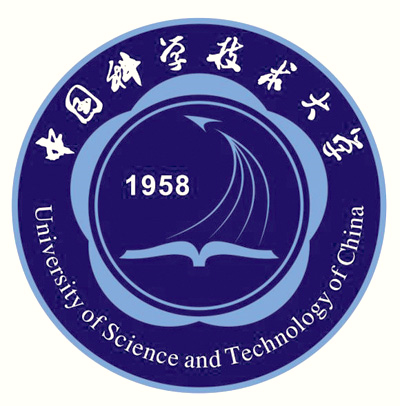 中国科学技术大学
1958
University of Science and Technology of China